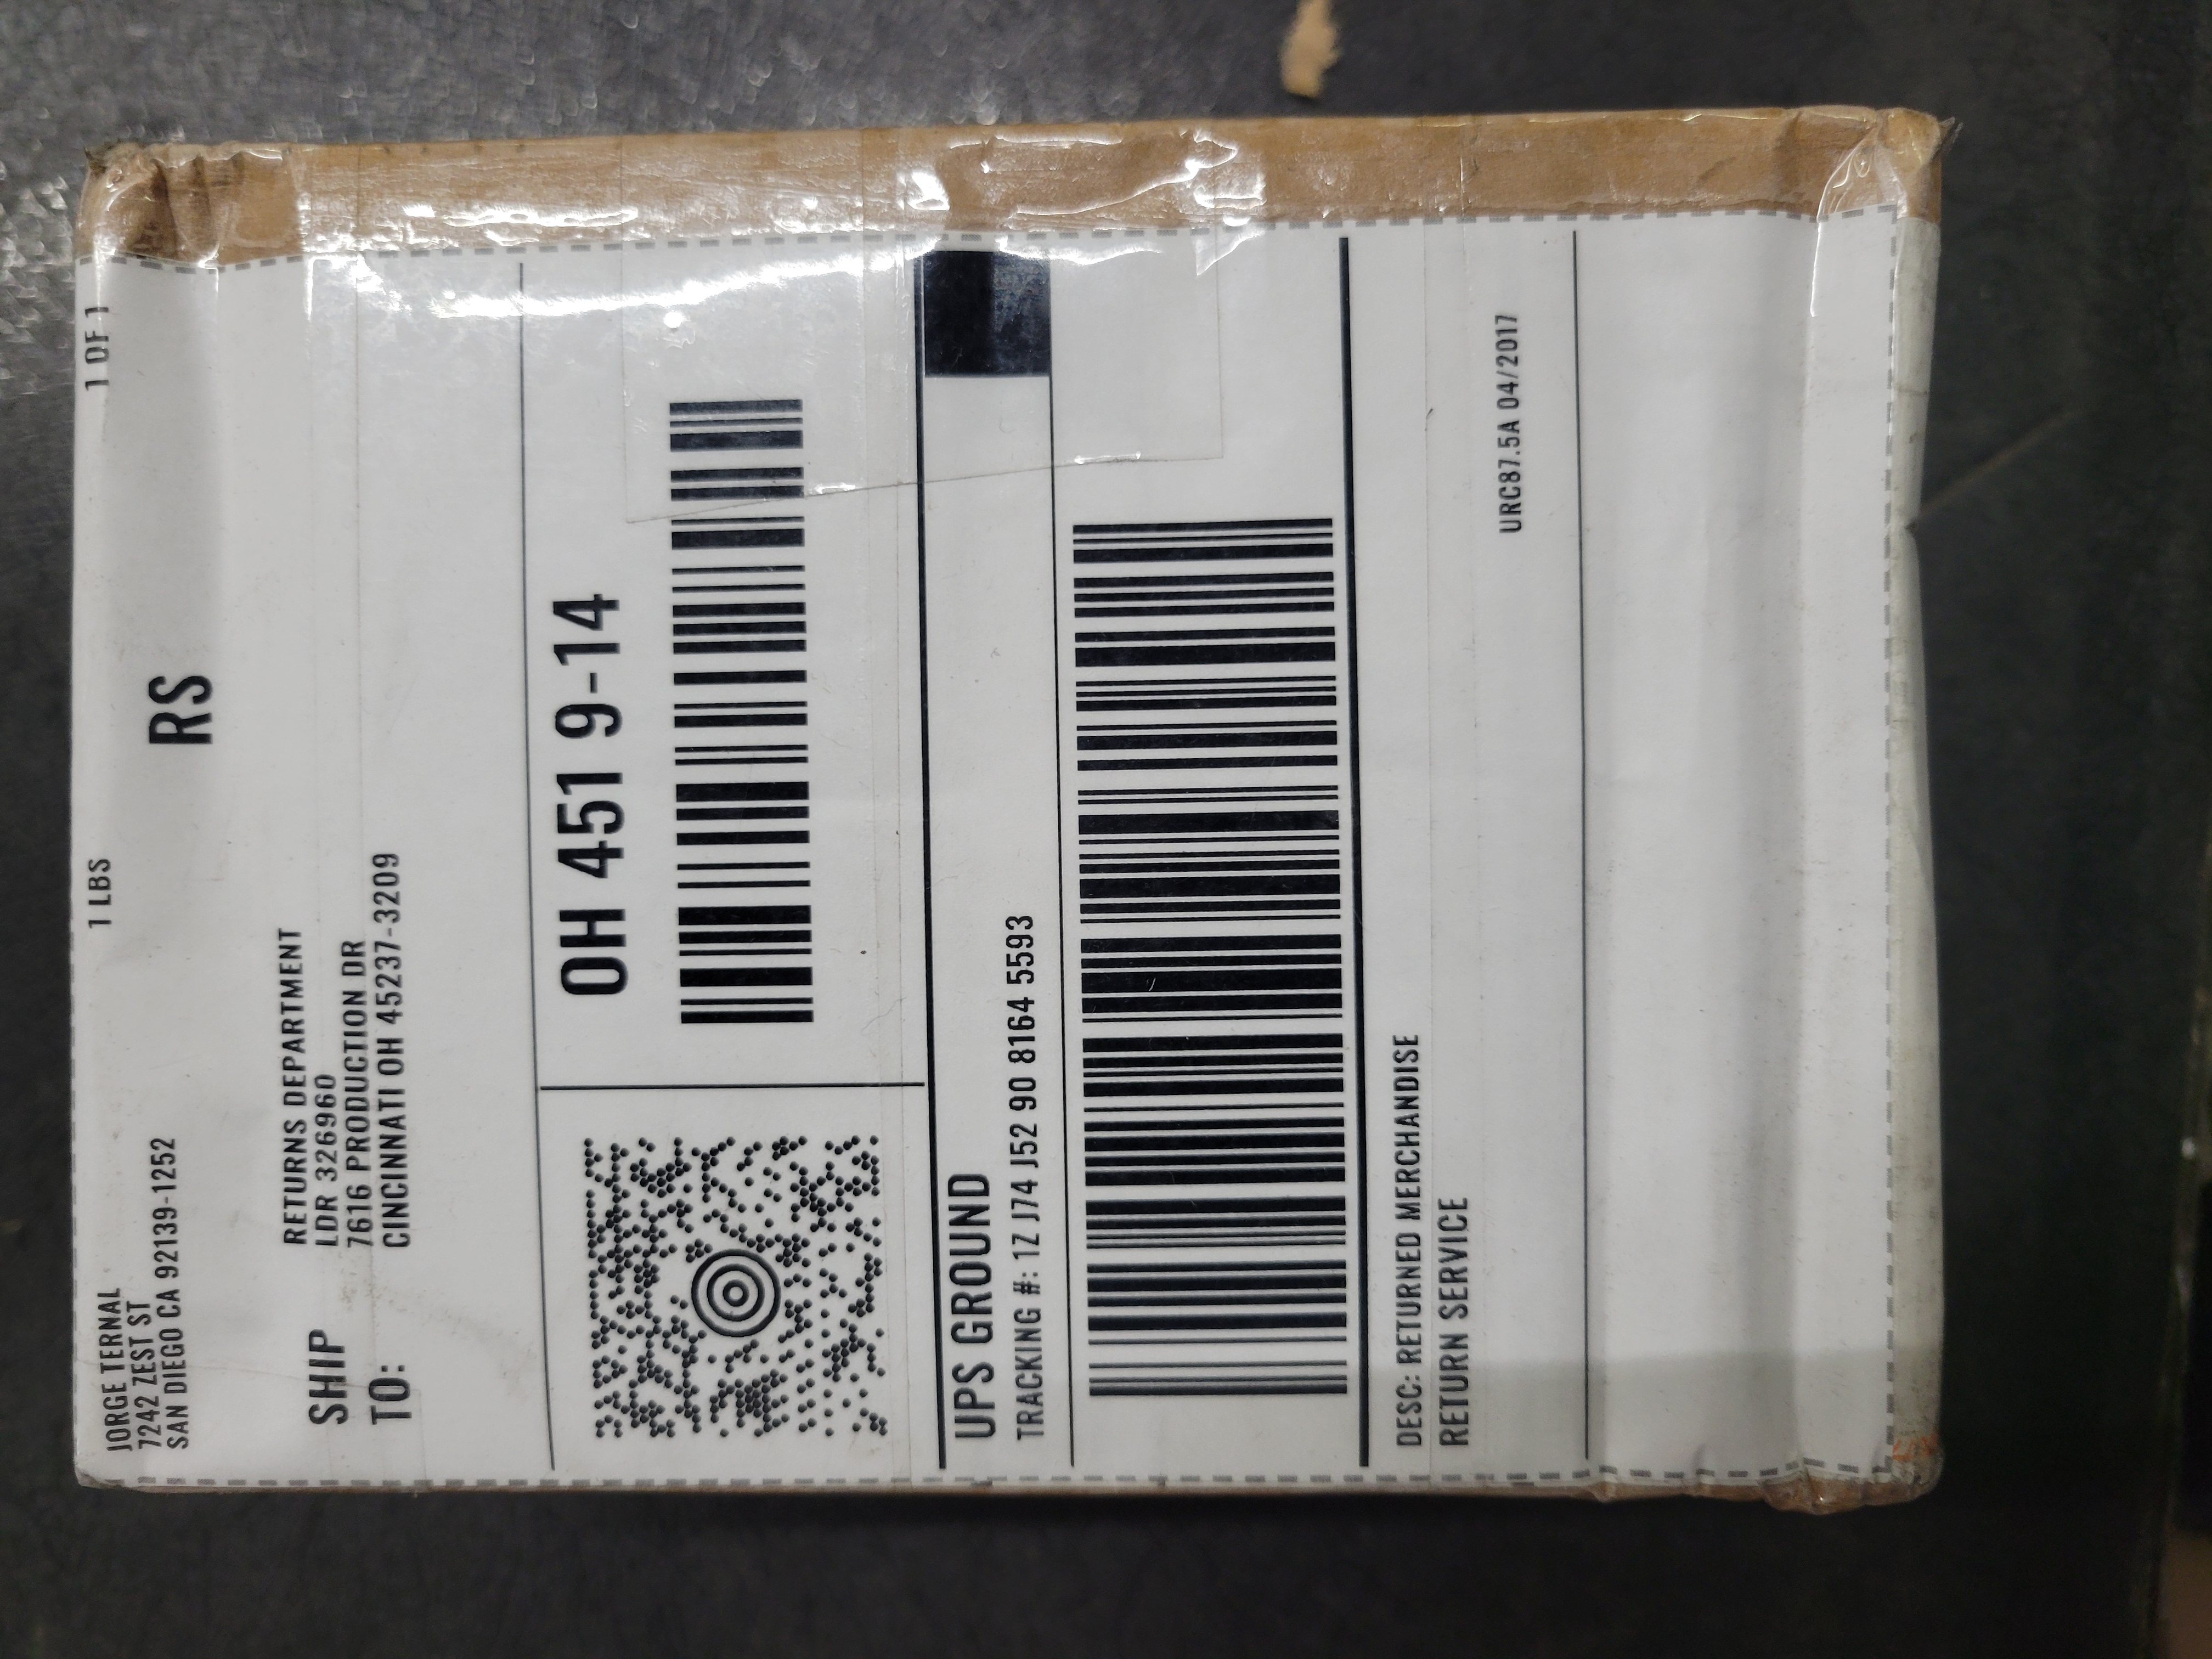 JORGE TERNAL
7242 ZEST ST
SAN DIEGO CA 92139-1252
1 LBS
1 OF 1
RS
SHIP
TO:
RETURNS DEPARTMENT
LDR 326960
7616 PRODUCTION DR
CINCINNATI OH 45237-3209
OH 451 9-14
UPS GROUND
TRACKING #: 1Z J74 J52 90 8164 5593
DESC: RETURNED MERCHANDISE
RETURN SERVICE
URC87.5A 04/2017